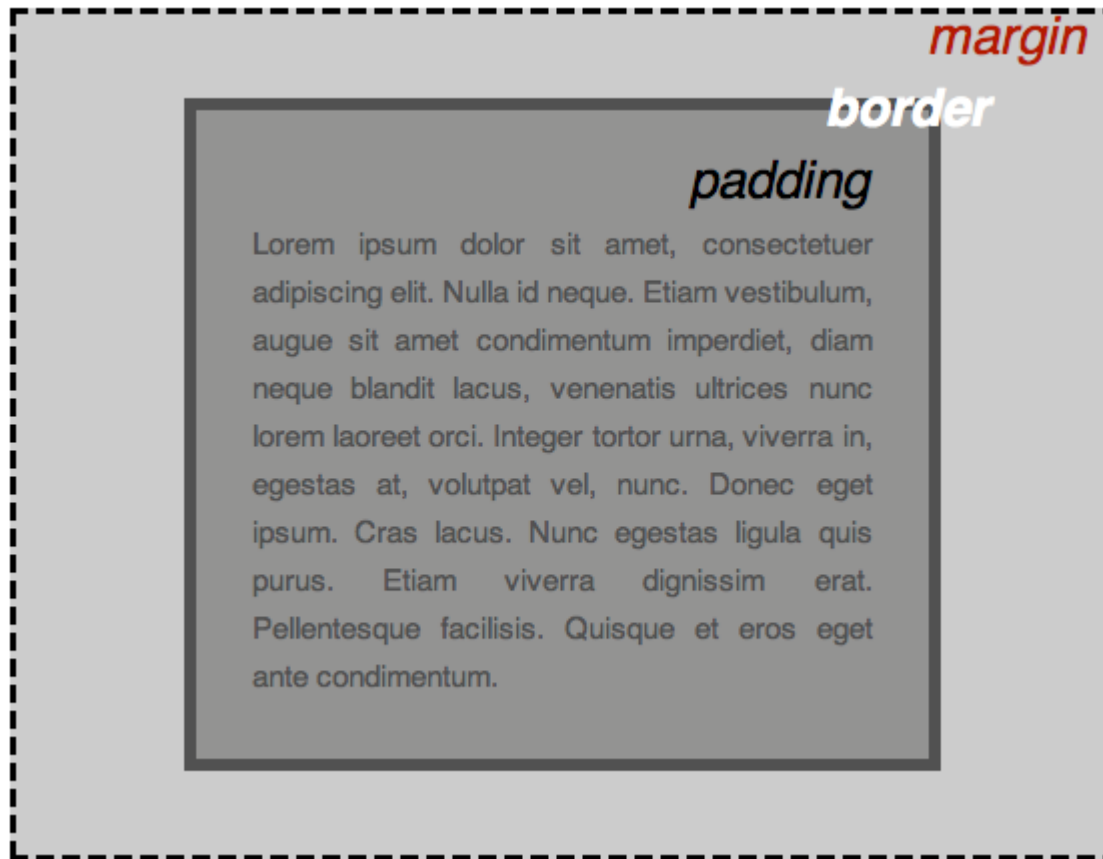 margin
border
padding
Lorem ipsum dolor sit amet, consectetuer
adipiscing elit. Nulla id neque. Etiam vestibulum,
augue sit amet condimentum imperdiet, diam
neque blandit lacus, venenatis ultrices nunc
lorem laoreet orci. Integer tortor urna, viverra in,
egestas at, volutpat vel, nunc. Donec eget
ipsum. Cras lacus. Nunc egestas ligula quis
purus. Etiam viverra dignissim erat.
Pellentesque facilisis. Quisque et eros eget
ante condimentum.